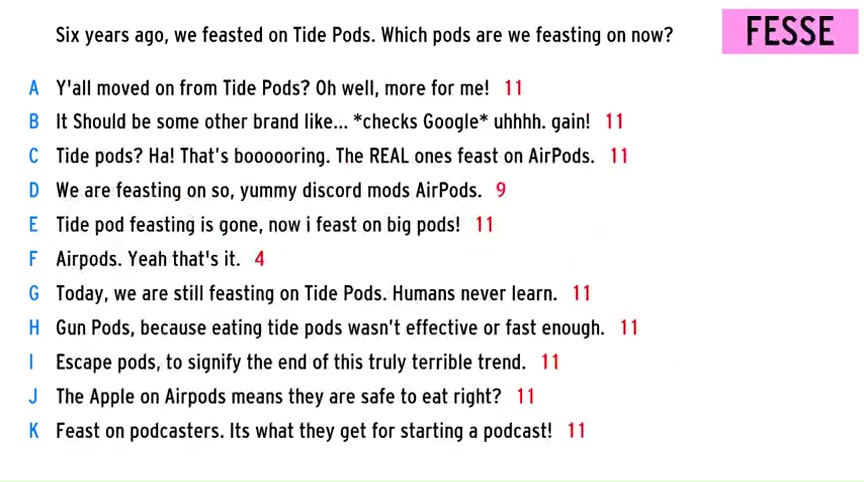 Six years ago, we feasted on Tide Pods. Which pods are we feasting on now?
FESSE
A Y'all moved on from Tide Pods? Oh well, more for me! 11
B It Should be some other brand like... *checks Google* uhhhh. gain! 11
C Tide pods? Ha! That's boooooring. The REAL ones feast on AirPods. 11
D We are feasting on so, yummy discord mods AirPods. 9
E Tide pod feasting is gone, now i feast on big pods! 11
F Airpods. Yeah that's it. 4
G Today, we are still feasting on Tide Pods. Humans never learn. 11
H Gun Pods, because eating tide pods wasn't effective or fast enough. 11
I Escape pods, to signify the end of this truly terrible trend. 11
J The Apple on Airpods means they are safe to eat right? 11
K Feast on podcasters. Its what they get for starting a podcast! 11